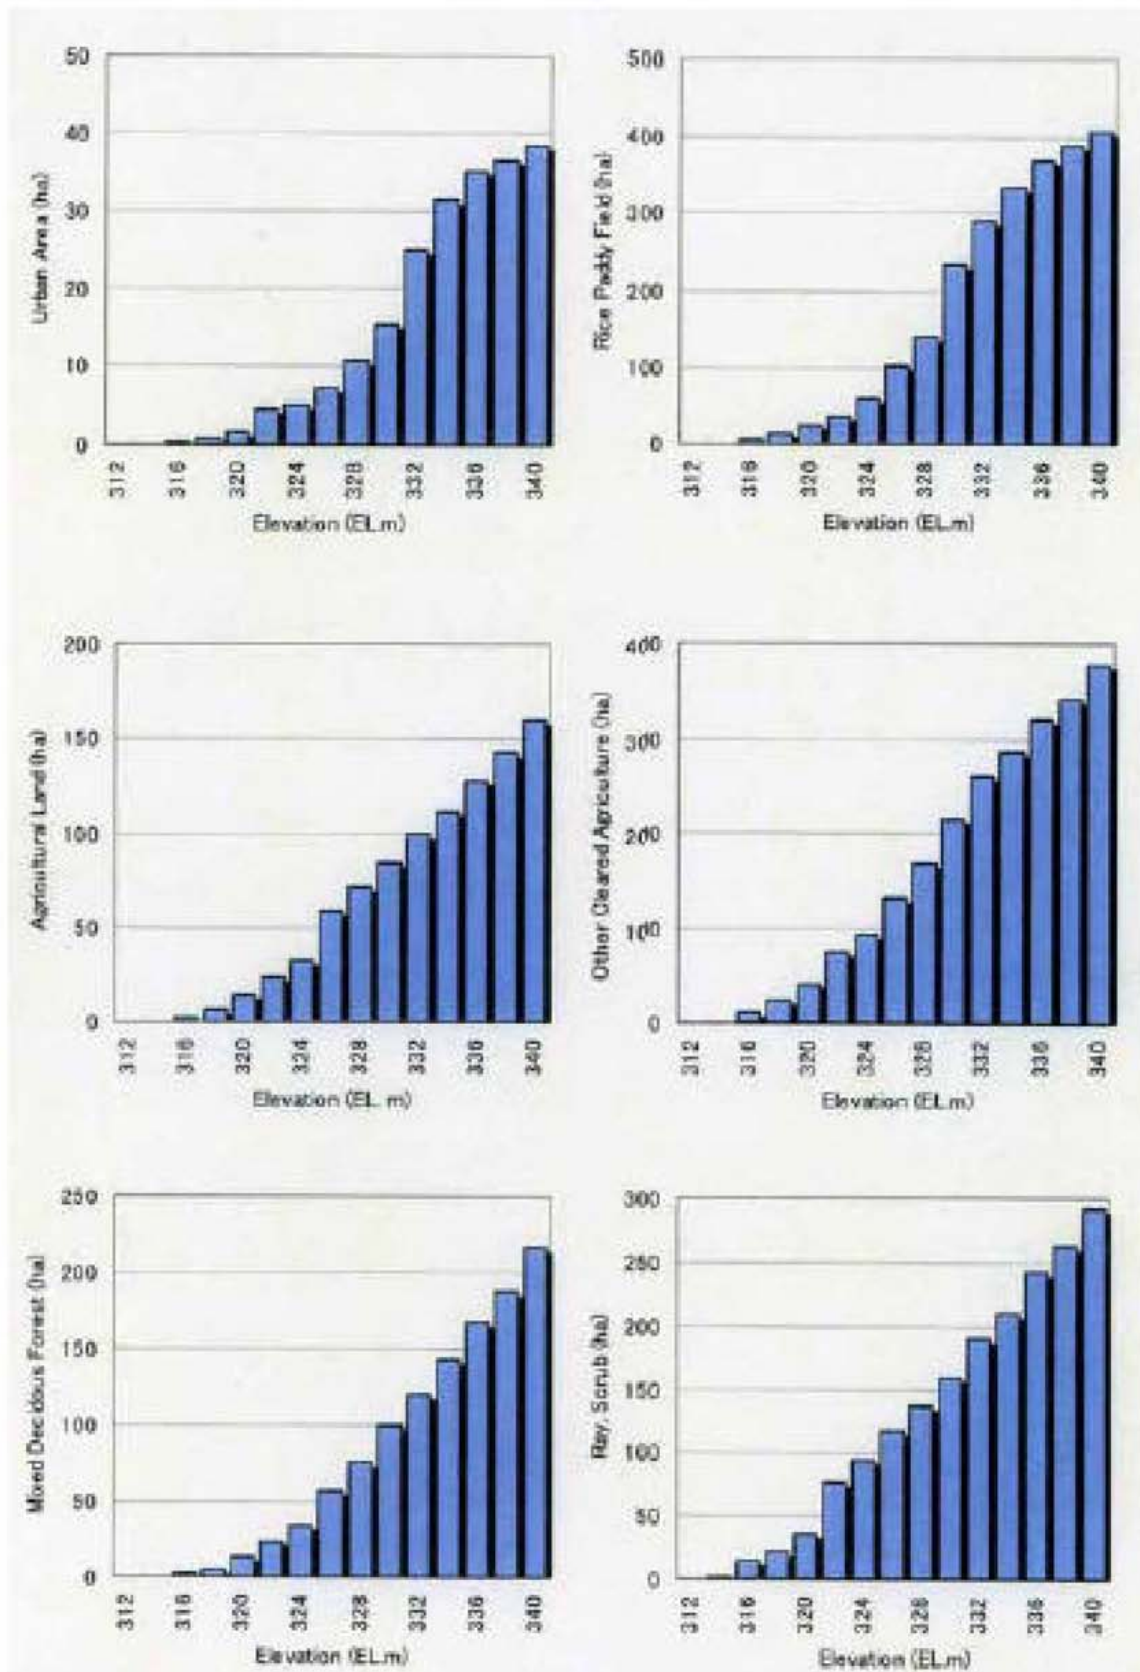 50
40
30
20
10
0
Urban Area (ha)
312 316 320 324 328 332 336 340
Elevation (EL.m)
500
400
300
200
100
0
Rice Paddy Field (ha)
312 316 320 324 328 332 336 340
Elevation (EL.m)
200
150
100
50
0
Agricultural Land (ha)
312 316 320 324 328 332 336 340
Elevation (EL.m)
400
300
200
100
0
Other Cleared Agriculture (ha)
312 316 320 324 328 332 336 340
Elevation (EL.m)
250
200
150
100
50
0
Mixed Decidous Forest (ha)
312 316 320 324 328 332 336 340
Elevation (EL.m)
300
250
200
150
100
50
0
Ray, Scrub (ha)
312 316 320 324 328 332 336 340
Elevation (EL.m)